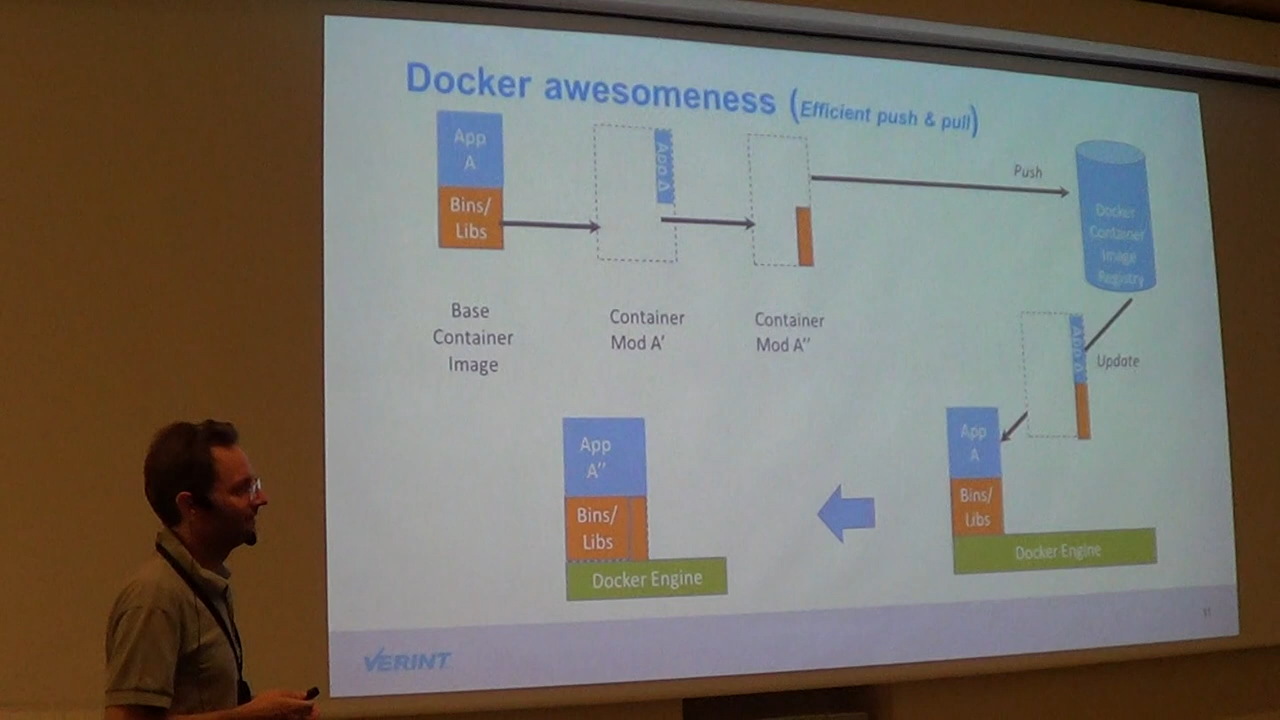 Docker awesomeness (Efficient push & pull)
App
A
Bins/
Libs
App A
Push
Docker
Container
Image
Registry
Base
Container
Image
Container
Mod A'
Container
Mod A''
App A'
Update
App
A''
Bins/
Libs
Docker Engine
App
A
Bins/
Libs
Docker Engine
VERINT